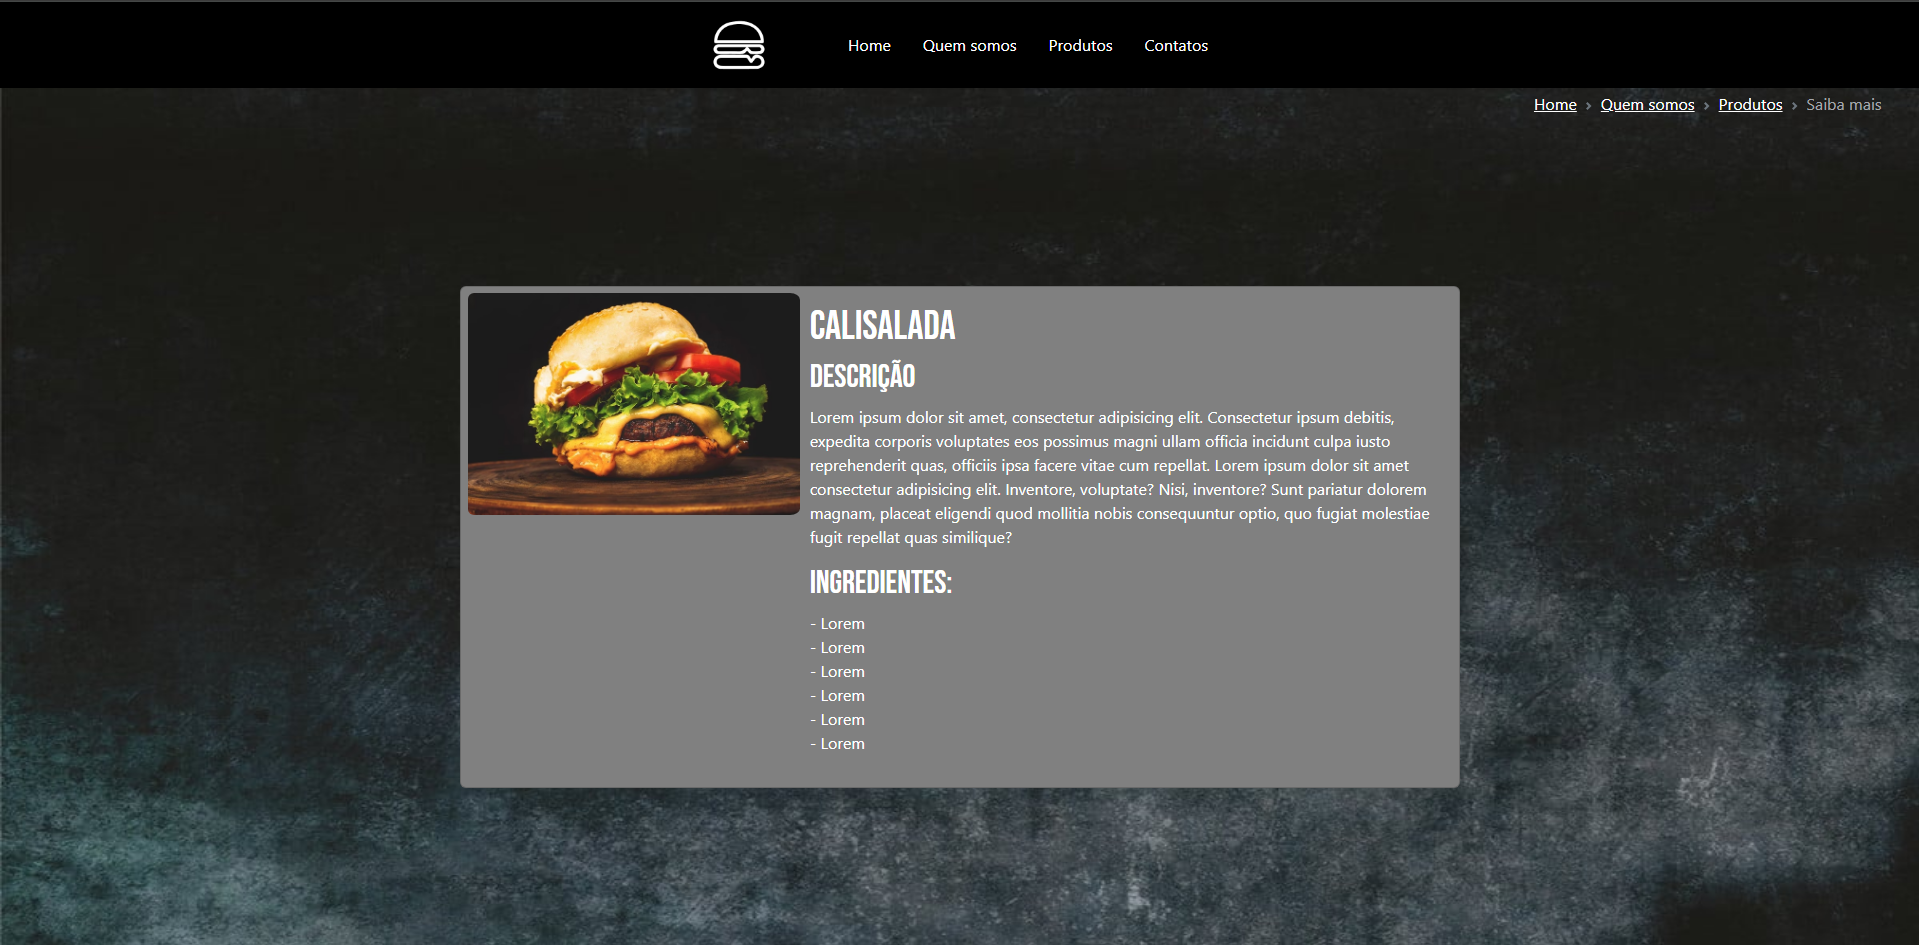 Home Quem somos Produtos Contatos
Home › Quem somos › Produtos › Saiba mais
CALISALADA
DESCRIÇÃO
Lorem ipsum dolor sit amet, consectetur adipisicing elit. Consectetur ipsum debitis,
expedita corporis voluptates eos possimus magni ullam officia incidunt culpa iusto
reprehenderit quas, officiis ipsa facere vitae cum repellat. Lorem ipsum dolor sit amet
consectetur adipisicing elit. Inventore, voluptate? Nisi, inventore? Sunt pariatur dolorem
magnam, placeat eligendi quod mollitia nobis consequuntur optio, quo fugiat molestiae
fugit repellat quas similique?
INGREDIENTES:
- Lorem
- Lorem
- Lorem
- Lorem
- Lorem
- Lorem